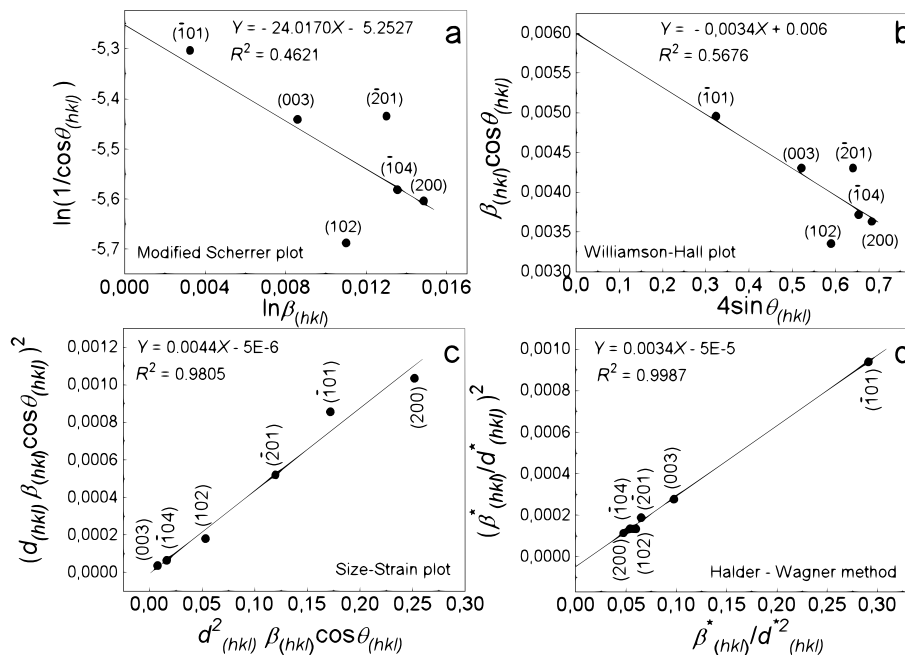 Y = - 24.0170X - 5.2527
R² = 0.4621
a
(1̄01)
(003)
(2̄01)
(1̄04)
(200)
(102)
Modified Scherrer plot
-5,3
-5,4
-5,5
-5,6
-5,7
0,000 0,004 0,008 0,012 0,016
ln(1/cosθ(hkl))
lnβ(hkl)
Y = - 0,0034X + 0.006
R² = 0.5676
b
(1̄01)
(003)
(2̄01)
(1̄04)
(102)
(200)
Williamson-Hall plot
0,0060
0,0055
0,0050
0,0045
0,0040
0,0035
0,0030
0,0 0,1 0,2 0,3 0,4 0,5 0,6 0,7
β(hkl)cosθ(hkl)
4sinθ(hkl)
Y = 0.0044X - 5E-6
R² = 0.9805
c
(003)
(1̄04)
(102)
(2̄01)
(1̄01)
(200)
Size-Strain plot
0,0012
0,0010
0,0008
0,0006
0,0004
0,0002
0,0000
0,00 0,05 0,10 0,15 0,20 0,25 0,30
(d(hkl) β(hkl)cosθ(hkl))²
d²(hkl) β(hkl)cosθ(hkl)
Y = 0.0034X - 5E-5
R² = 0.9987
(1̄01)
(003)
(1̄04)
(2̄01)
(200)
(102)
Halder - Wagner method
0,0010
0,0008
0,0006
0,0004
0,0002
0,0000
0,00 0,05 0,10 0,15 0,20 0,25 0,30
(β*(hkl)/d*(hkl))²
β*(hkl)/d*²(hkl)